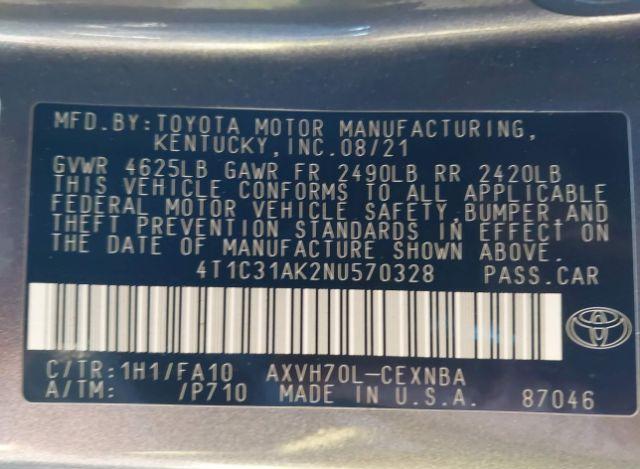 MFD.BY:TOYOTA MOTOR MANUFACTURING,
KENTUCKY,INC.08/21
GVWR 4625LB GAWR FR 2490LB RR 2420LB
THIS VEHICLE CONFORMS TO ALL APPLICABLE
FEDERAL MOTOR VEHICLE SAFETY,BUMPER,AND
THEFT PREVENTION STANDARDS IN EFFECT ON
THE DATE OF MANUFACTURE SHOWN ABOVE.
4T1C31AK2NU570328 PASS.CAR
C/TR:1H1/FA10 AXVH70L-CEXNBA
A/TM: /P710 MADE IN U.S.A. 87046